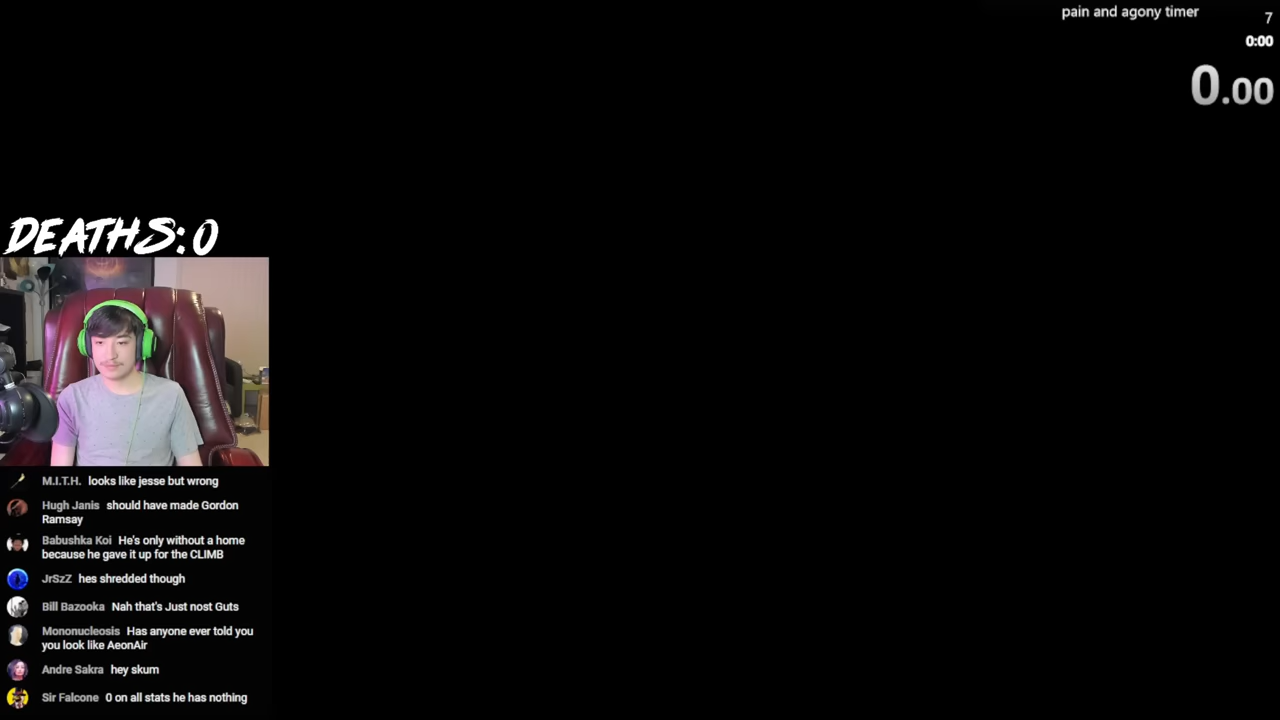 pain and agony timer
7
0:00
0.00
DEATHS:0
M.I.T.H. looks like jesse but wrong
Hugh Janis should have made Gordon
Ramsay
Babushka Koi He's only without a home
because he gave it up for the CLIMB
JrSzZ hes shredded though
Bill Bazooka Nah that's Just nost Guts
Mononucleosis Has anyone ever told you
you look like AeonAir
Andre Sakra hey skum
Sir Falcone 0 on all stats he has nothing